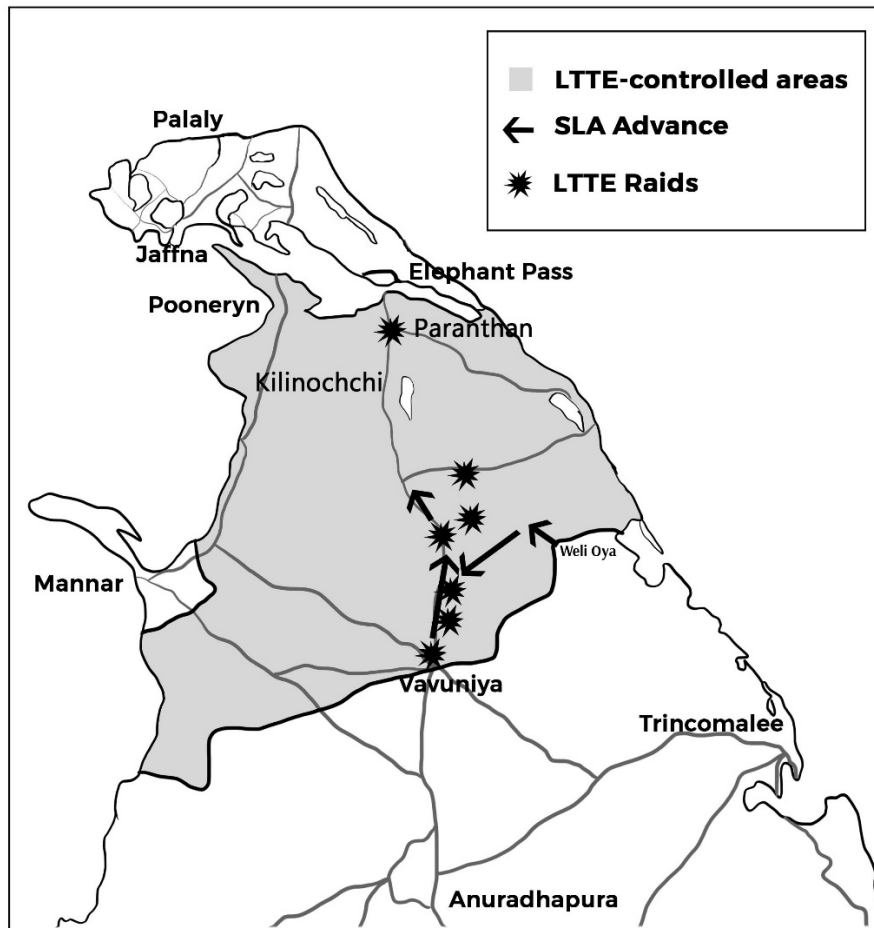 LTTE-controlled areas
SLA Advance
LTTE Raids
Palaly
Jaffna
Elophant Pass
Pooneryn
Paranthan
Kilinochchi
Weli Oya
Mannar
Vavuniya
Trincomalee
Anuradhapura